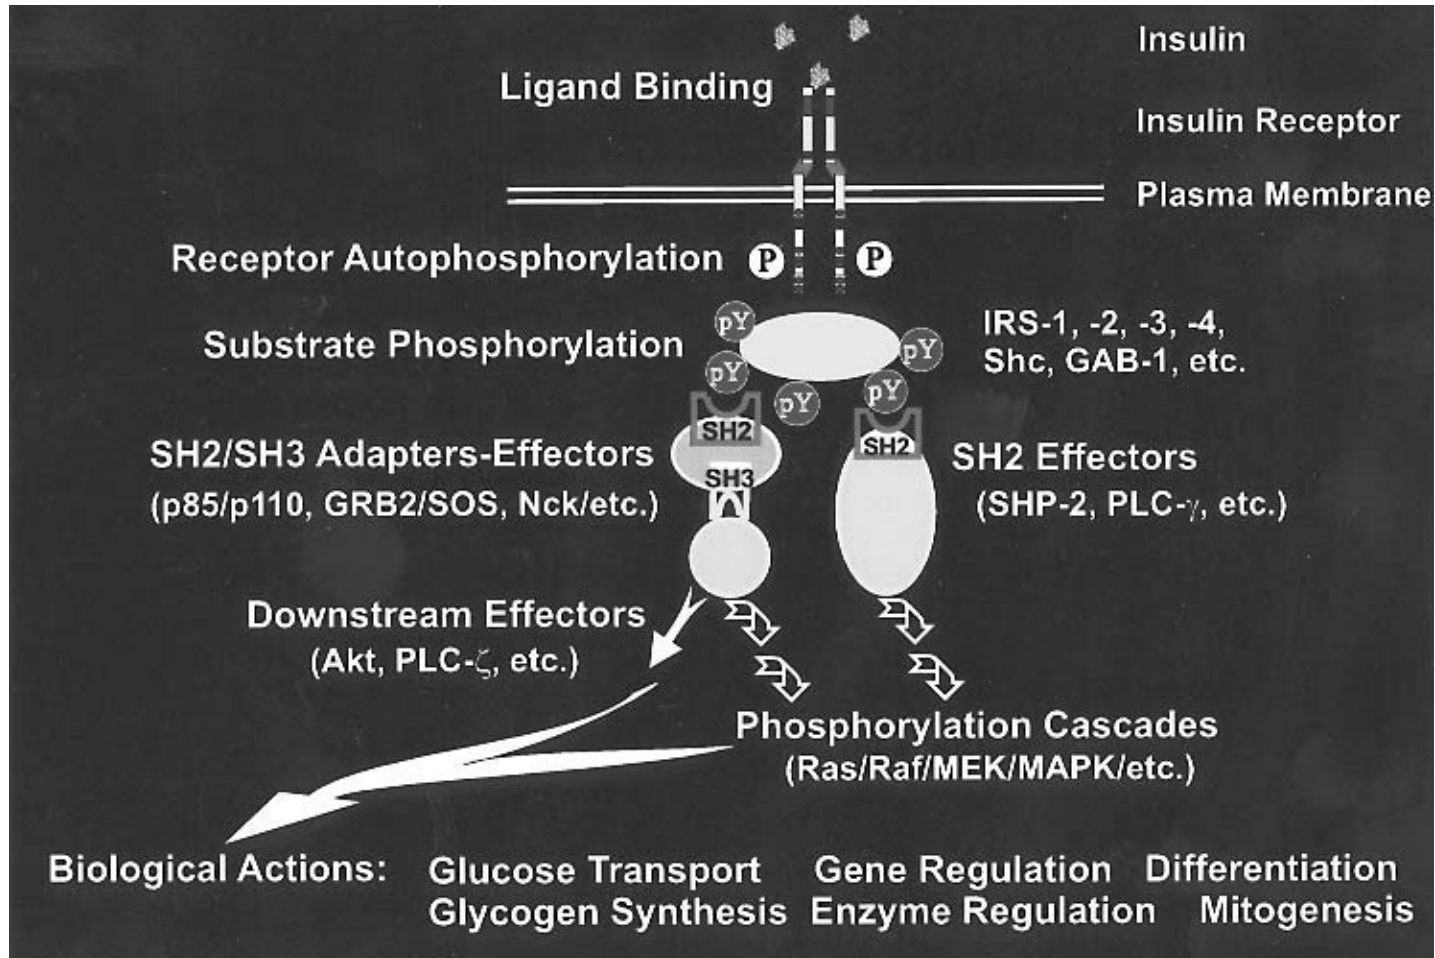 Insulin
Ligand Binding
Insulin Receptor
Plasma Membrane
Receptor Autophosphorylation P P
pY
Substrate Phosphorylation
IRS-1, -2, -3, -4,
Shc, GAB-1, etc.
pY
pY
pY
pY
SH2
SH2
SH2/SH3 Adapters-Effectors
SH2 Effectors
SH3
(p85/p110, GRB2/SOS, Nck/etc.)
(SHP-2, PLC-γ, etc.)
Downstream Effectors
(Akt, PLC-ζ, etc.)
Phosphorylation Cascades
(Ras/Raf/MEK/MAPK/etc.)
Biological Actions: Glucose Transport Gene Regulation Differentiation
Glycogen Synthesis Enzyme Regulation Mitogenesis